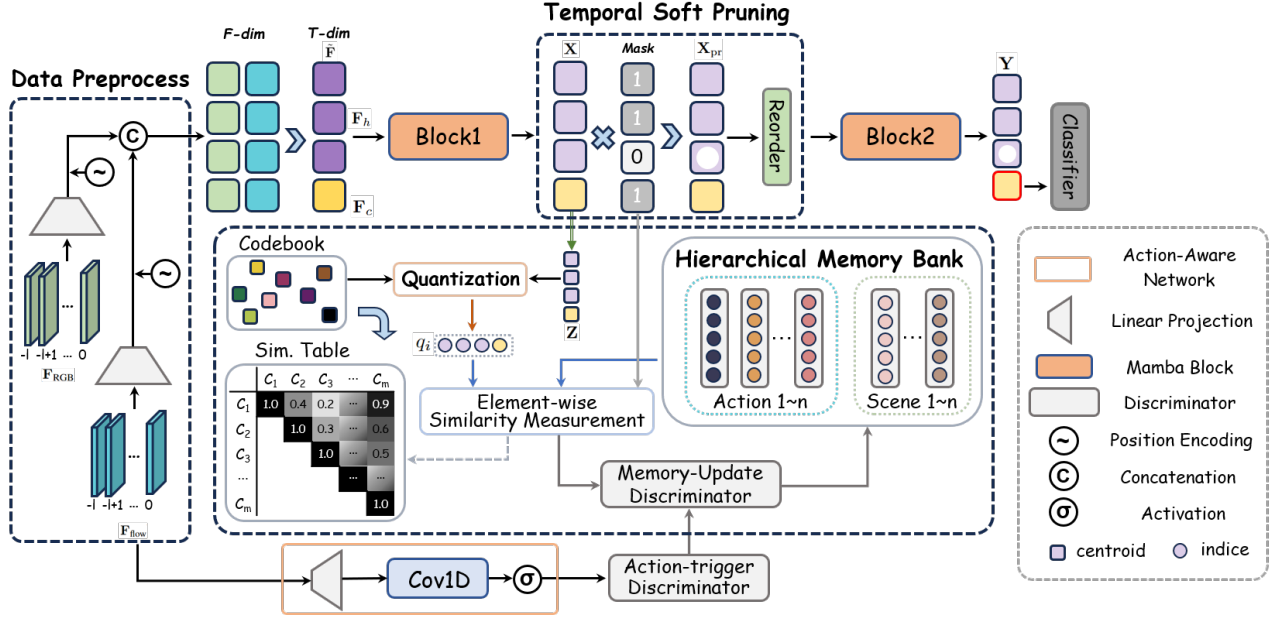 Temporal Soft Pruning
Data Preprocess
F-dim
T-dim
F̃
X
Mask
X_pr
Y
C
F_h
F_c
Block1
1
1
0
1
Reorder
Block2
Classifier
~
~
-l -l+1 ... 0
F_RGB
-l -l+1 ... 0
F_flow
Codebook
Quantization
Z
q_i
Sim. Table
C_1 C_2 C_3 ... C_m
C_1 1.0 0.4 0.2 ... 0.9
C_2 1.0 0.3 ... 0.6
C_3 1.0 ... 0.5
... ... ...
C_m 1.0
Element-wise
Similarity Measurement
Hierarchical Memory Bank
...
...
Action 1~n
Scene 1~n
Memory-Update
Discriminator
Cov1D
σ
Action-trigger
Discriminator
Action-Aware
Network
Linear Projection
Mamba Block
Discriminator
~ Position Encoding
C Concatenation
σ Activation
centroid
indice